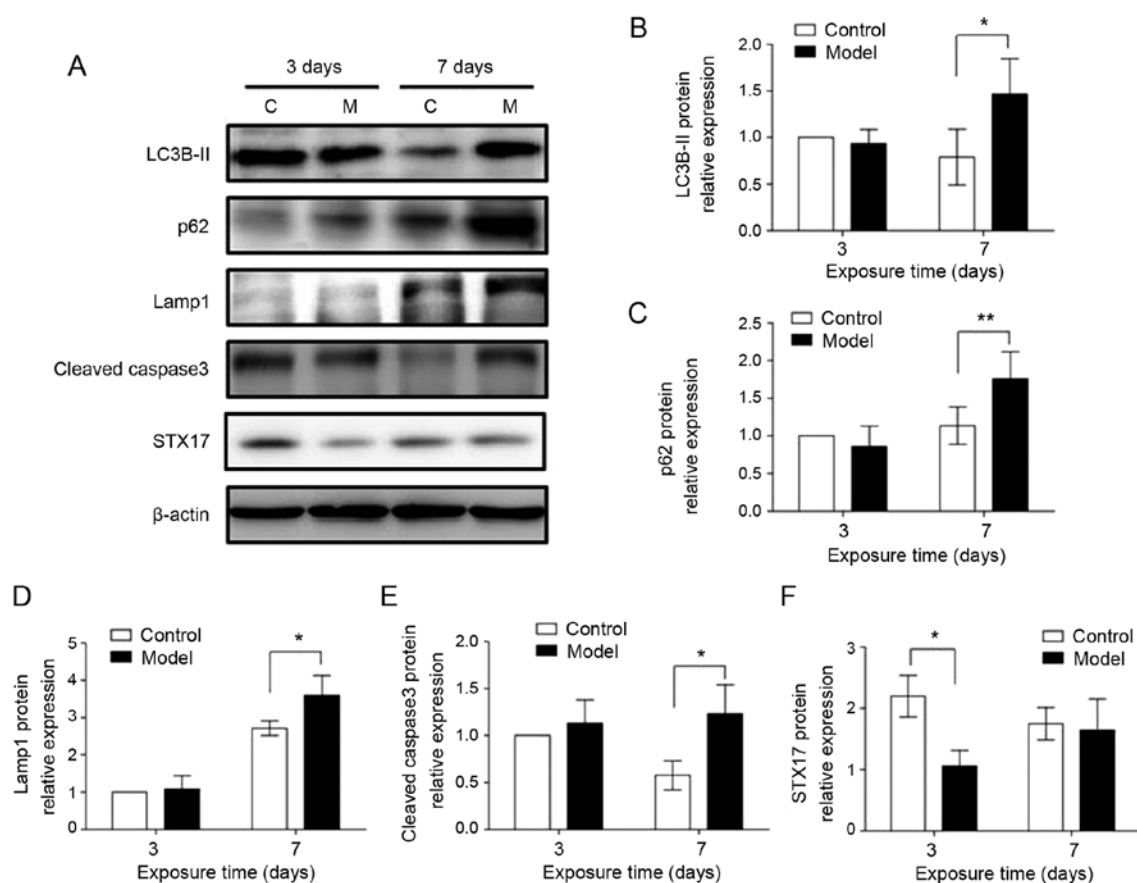 A
3 days 7 days
C M C M
LC3B-II
p62
Lamp1
Cleaved caspase3
STX17
β-actin
B
Control
Model
*
LC3B-II protein
relative expression
2.0
1.5
1.0
0.5
0.0
3 7
Exposure time (days)
C
Control
Model
**
p62 protein
relative expression
2.5
2.0
1.5
1.0
0.5
0.0
3 7
Exposure time (days)
D
Control
Model
*
Lamp1 protein
relative expression
5
4
3
2
1
0
3 7
Exposure time (days)
E
Control
Model
*
Cleaved caspase3 protein
relative expression
2.0
1.5
1.0
0.5
0.0
3 7
Exposure time (days)
F
Control
Model
*
STX17 protein
relative expression
3
2
1
0
3 7
Exposure time (days)